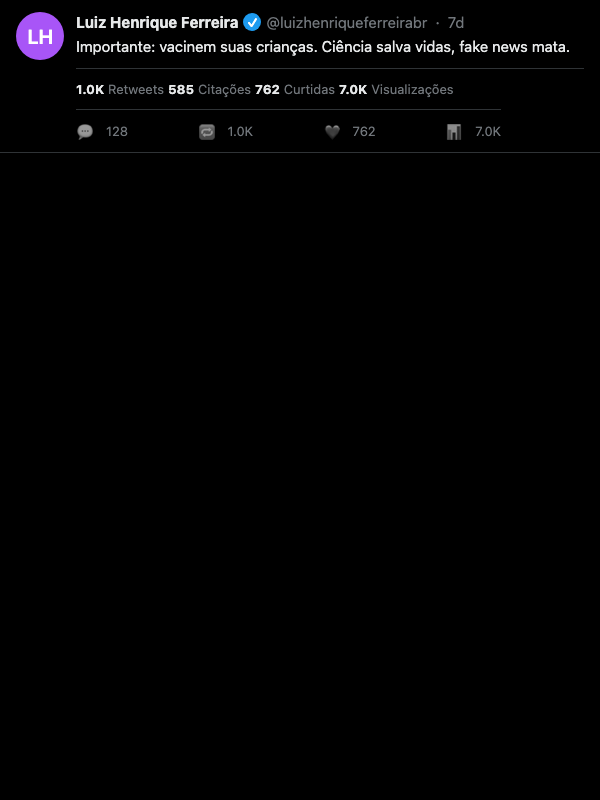 LH
Luiz Henrique Ferreira @luizhenriqueferreirabr · 7d
Importante: vacinem suas crianças. Ciência salva vidas, fake news mata.
1.0K Retweets 585 Citações 762 Curtidas 7.0K Visualizações
128 1.0K 762 7.0K